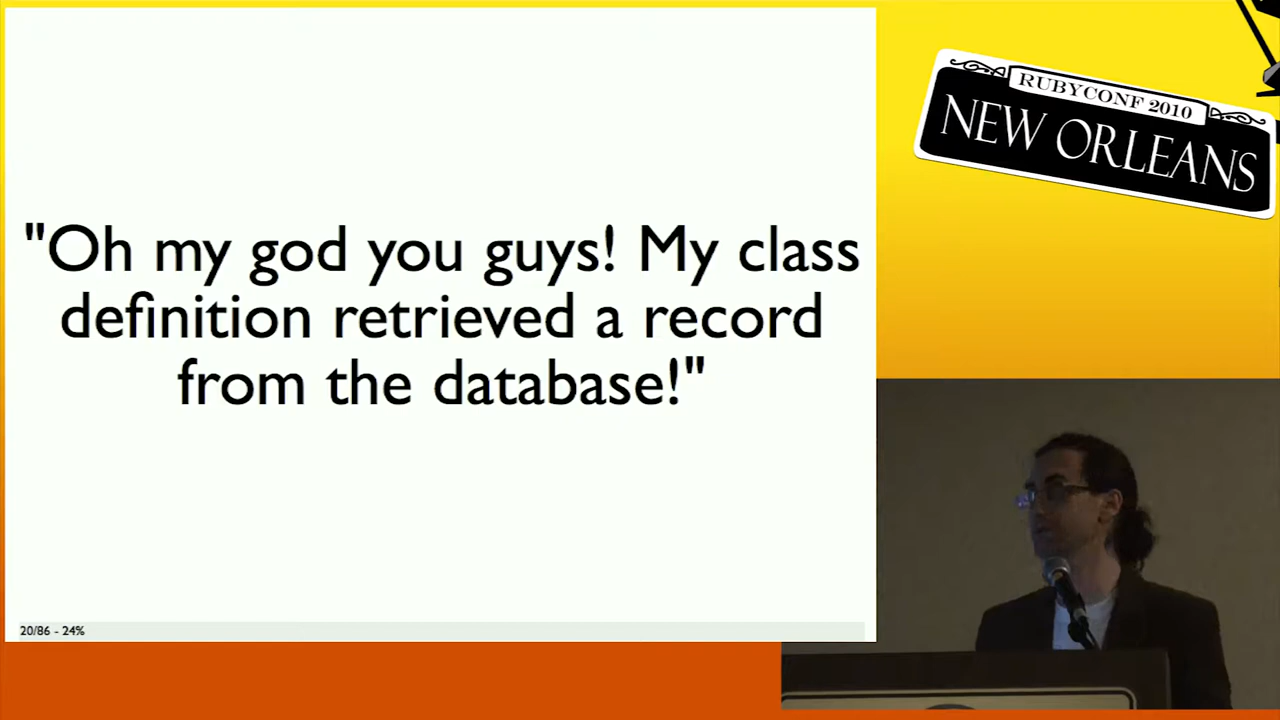 "Oh my god you guys! My class
definition retrieved a record
from the database!"
20/86 - 24%
RUBYCONF 2010
NEW ORLEANS